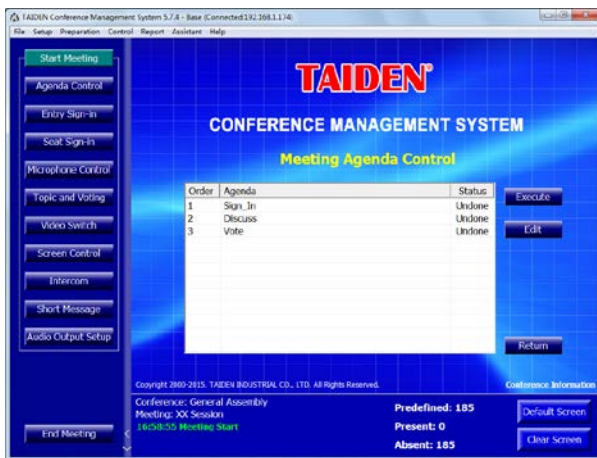 TAIDEN Conference Management System 5.7.4 - Base (Connected:192.168.1.174)
File Setup Preparation Control Report Assistant Help
Start Meeting
Agenda Control
Entry Sign-in
Seat Sign-in
Microphone Control
Topic and Voting
Video Switch
Screen Control
Intercom
Short Message
Audio Output Setup
End Meeting
TAIDEN®
CONFERENCE MANAGEMENT SYSTEM
Meeting Agenda Control
Order Agenda Status
1 Sign_In Undone
2 Discuss Undone
3 Vote Undone
Execute
Edit
Return
Copyright 2003-2015. TAIDEN INDUSTRIAL CO., LTD. All Rights Reserved.
Conference Information
Conference: General Assembly
Meeting: XX Session
16:58:55 Meeting Start
Predefined: 185
Present: 0
Absent: 185
Default Screen
Clear Screen